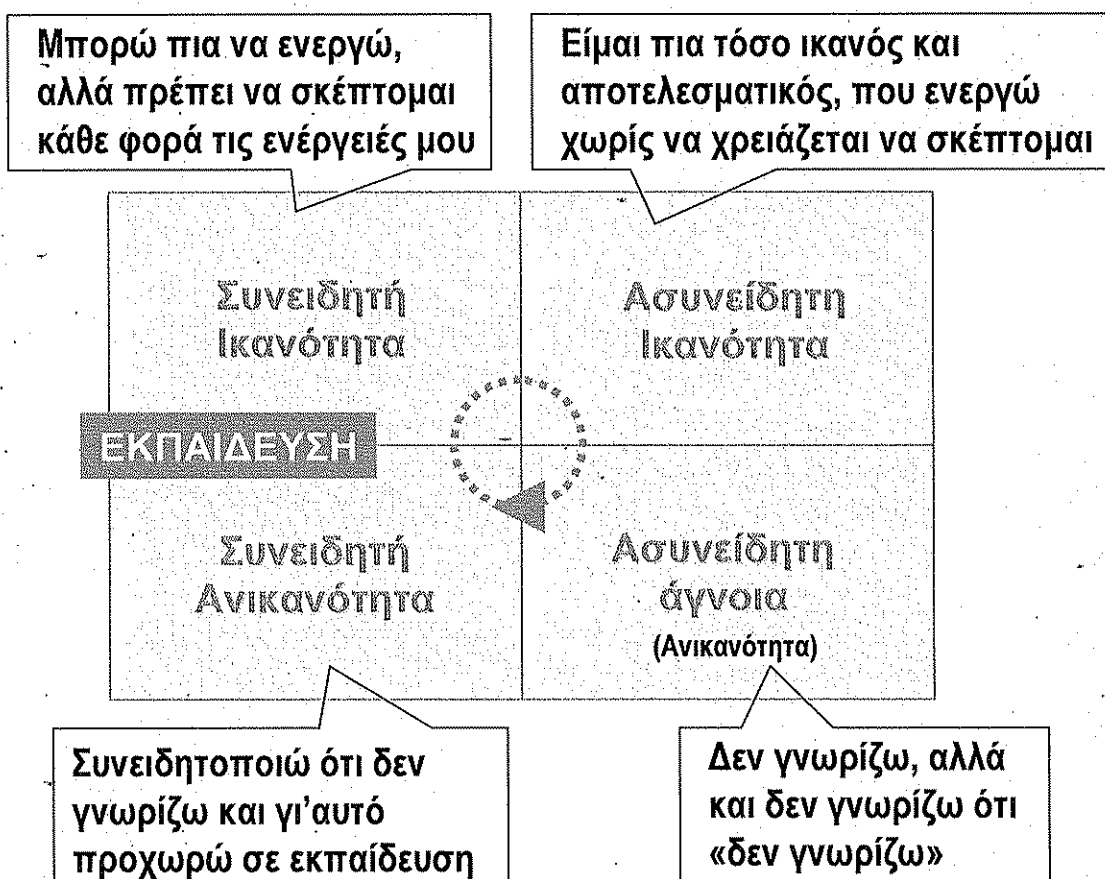 Μπορώ πια να ενεργώ,
αλλά πρέπει να σκέπτομαι
κάθε φορά τις ενέργειές μου
Είμαι πια τόσο ικανός και
αποτελεσματικός, που ενεργώ
χωρίς να χρειάζεται να σκέπτομαι
Συνειδητή
Ικανότητα
Ασυνείδητη
Ικανότητα
ΕΚΠΑΙΔΕΥΣΗ
Συνειδητή
Ανικανότητα
Ασυνείδητη
άγνοια
(Ανικανότητα)
Συνειδητοποιώ ότι δεν
γνωρίζω και γι'αυτό
προχωρώ σε εκπαίδευση
Δεν γνωρίζω, αλλά
και δεν γνωρίζω ότι
«δεν γνωρίζω»